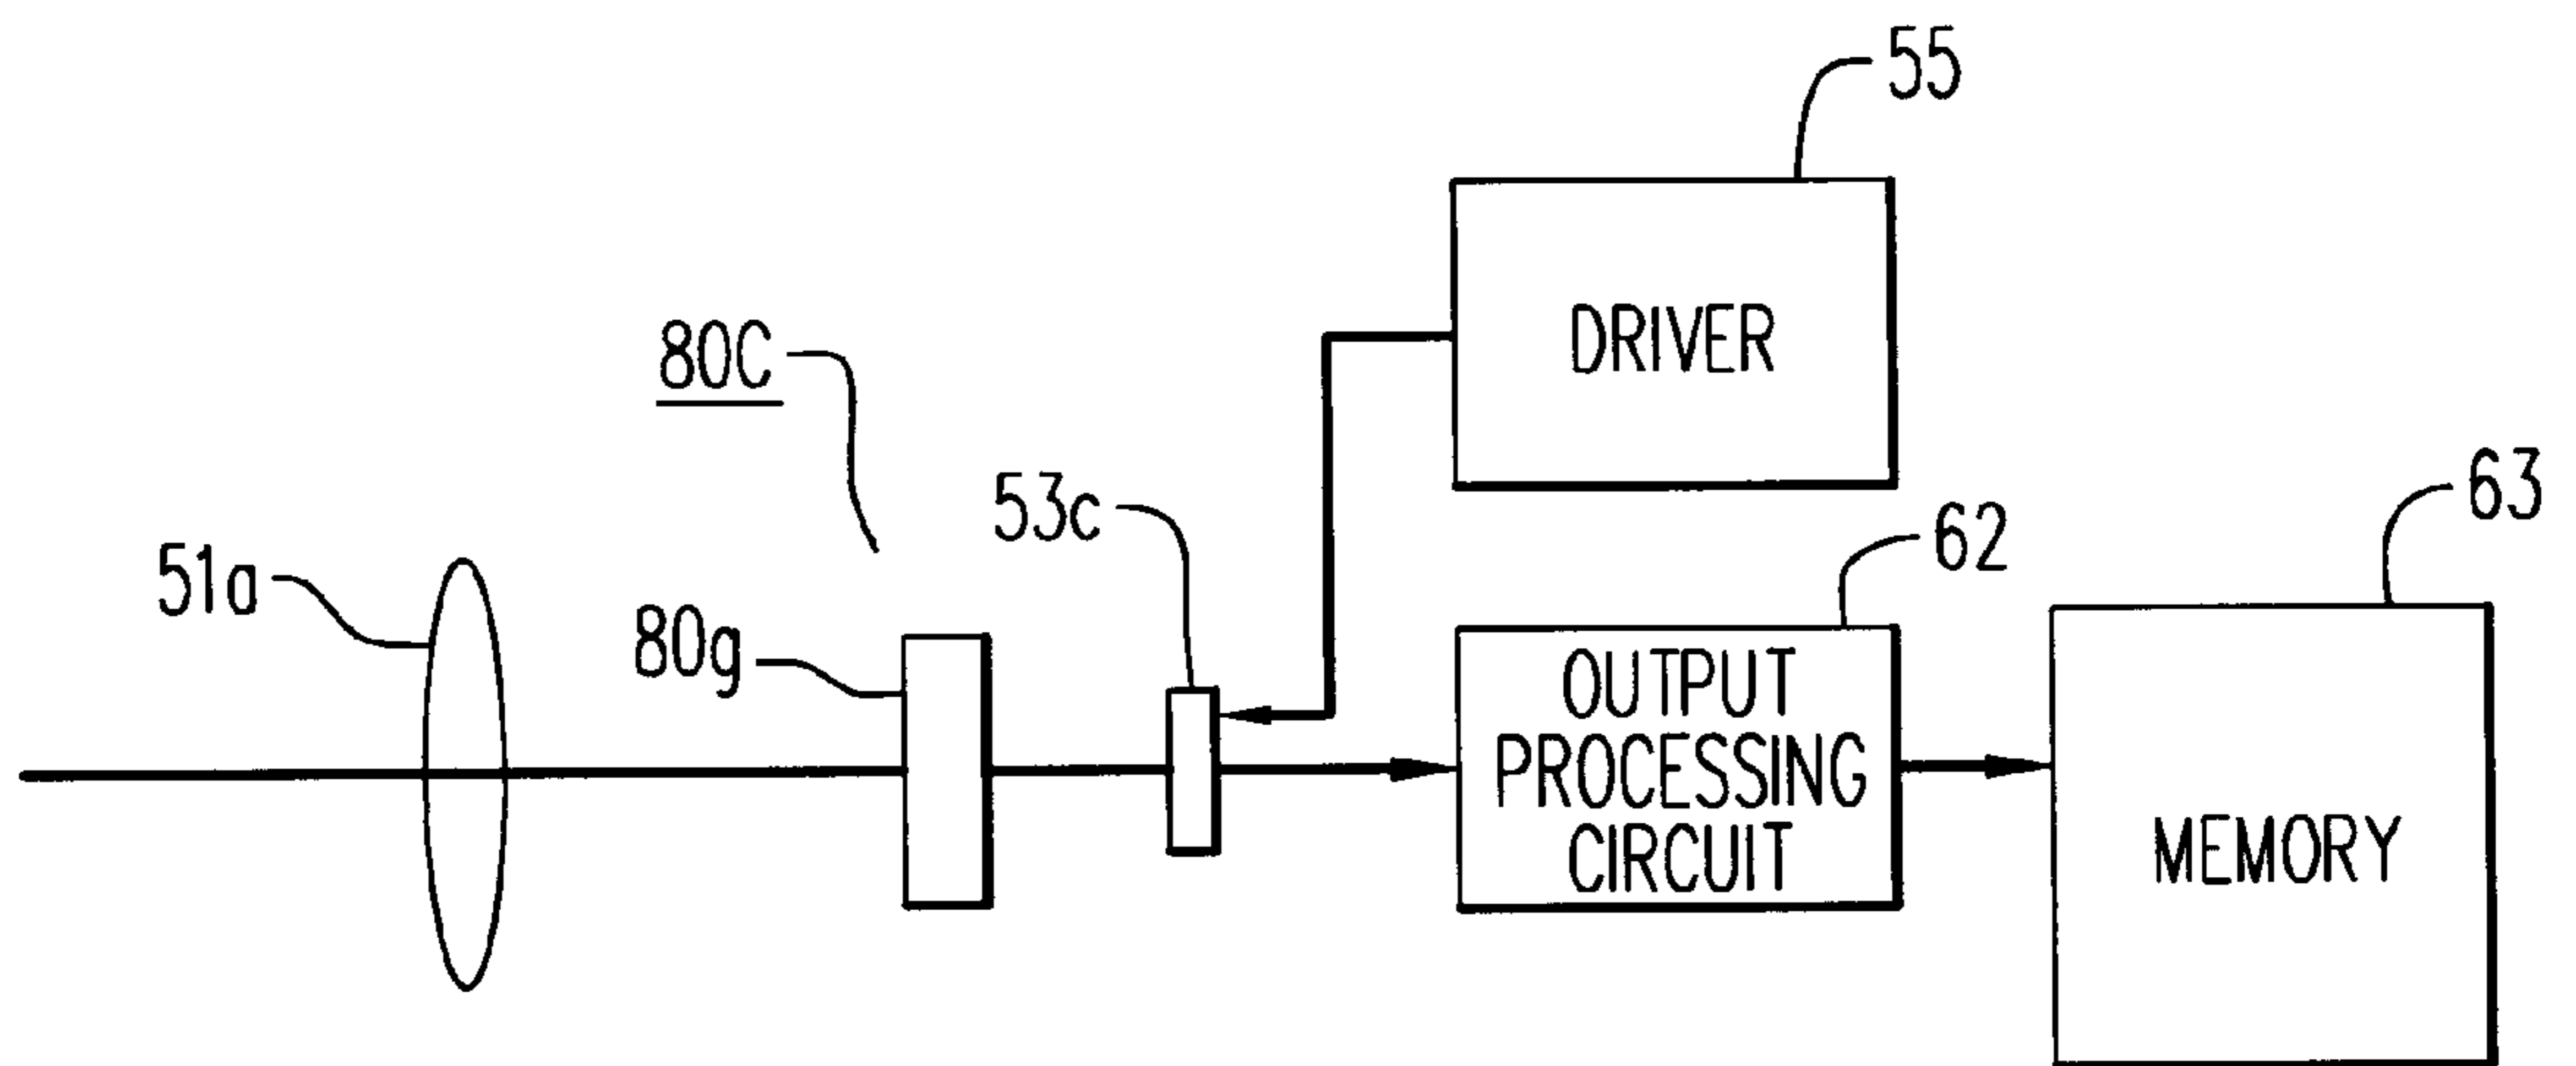 55
DRIVER
80C
53c
62
63
51a
80g
OUTPUT
PROCESSING
CIRCUIT
MEMORY